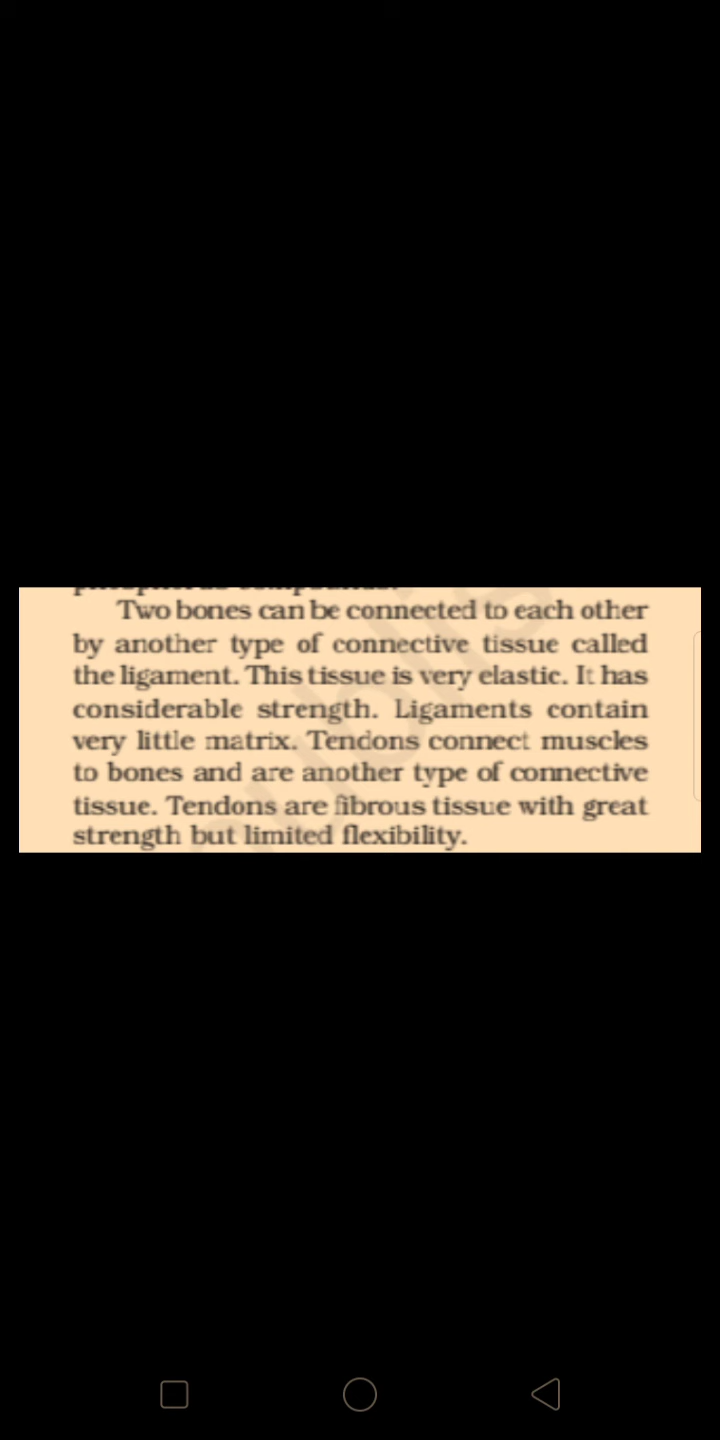 phosphorus compounds.
Two bones can be connected to each other
by another type of connective tissue called
the ligament. This tissue is very elastic. It has
considerable strength. Ligaments contain
very little matrix. Tendons connect muscles
to bones and are another type of connective
tissue. Tendons are fibrous tissue with great
strength but limited flexibility.